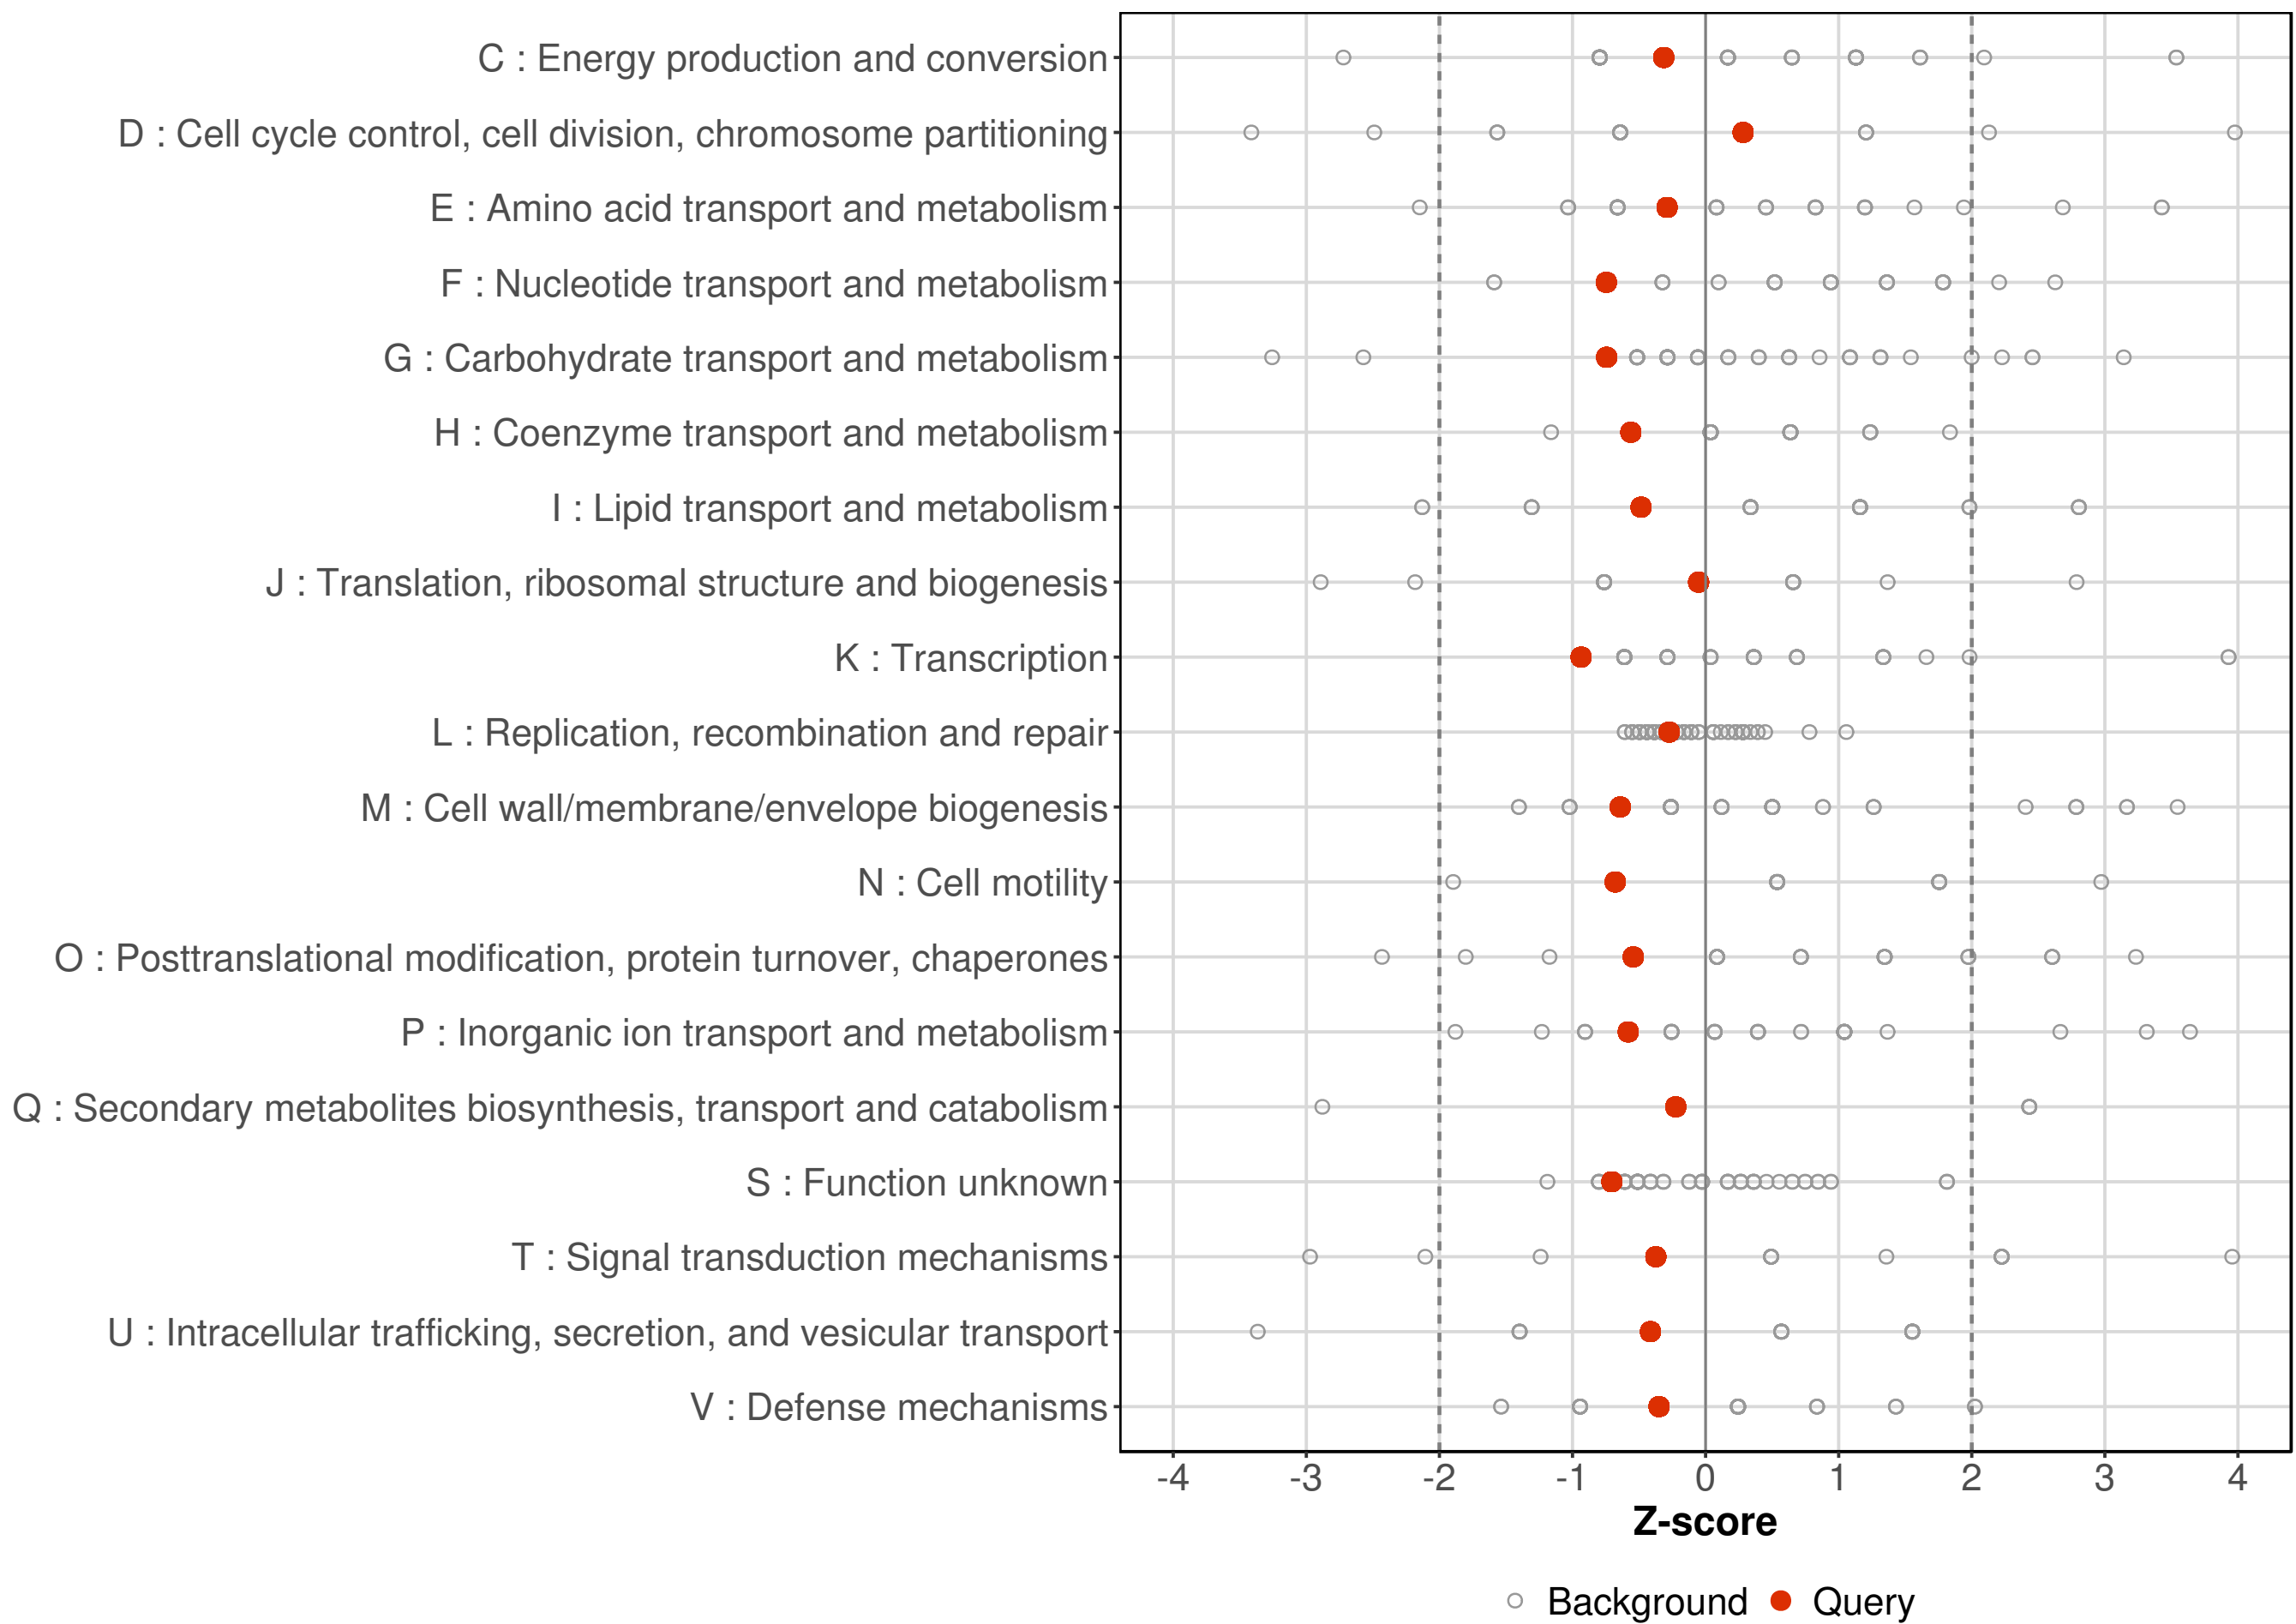 C : Energy production and conversion
D : Cell cycle control, cell division, chromosome partitioning
E : Amino acid transport and metabolism
F : Nucleotide transport and metabolism
G : Carbohydrate transport and metabolism
H : Coenzyme transport and metabolism
I : Lipid transport and metabolism
J : Translation, ribosomal structure and biogenesis
K : Transcription
L : Replication, recombination and repair
M : Cell wall/membrane/envelope biogenesis
N : Cell motility
O : Posttranslational modification, protein turnover, chaperones
P : Inorganic ion transport and metabolism
Q : Secondary metabolites biosynthesis, transport and catabolism
S : Function unknown
T : Signal transduction mechanisms
U : Intracellular trafficking, secretion, and vesicular transport
V : Defense mechanisms
-4 -3 -2 -1 0 1 2 3 4
Z-score
Background Query